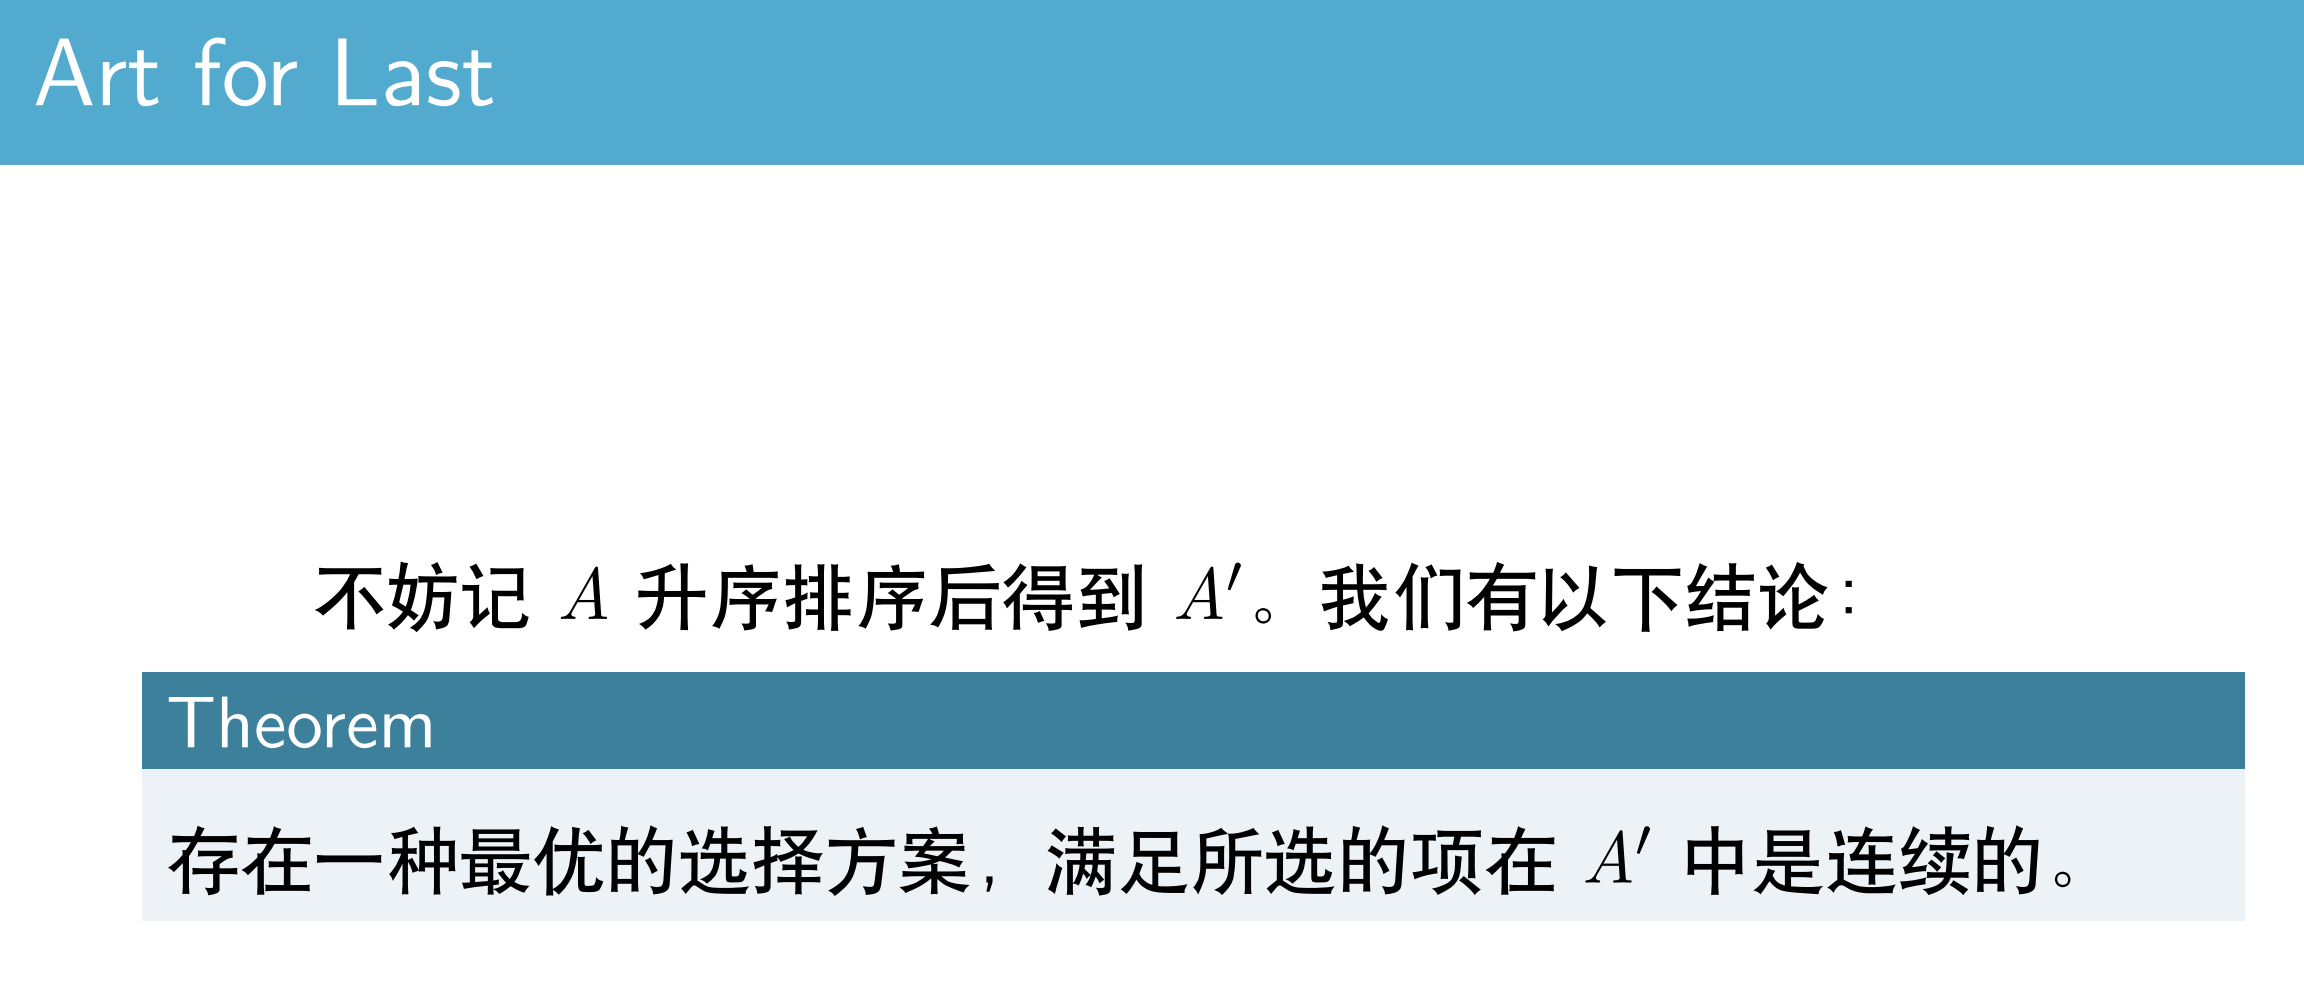 Art for Last
不妨记 A 升序排序后得到 A′。我们有以下结论：
Theorem
存在一种最优的选择方案，满足所选的项在 A′ 中是连续的。